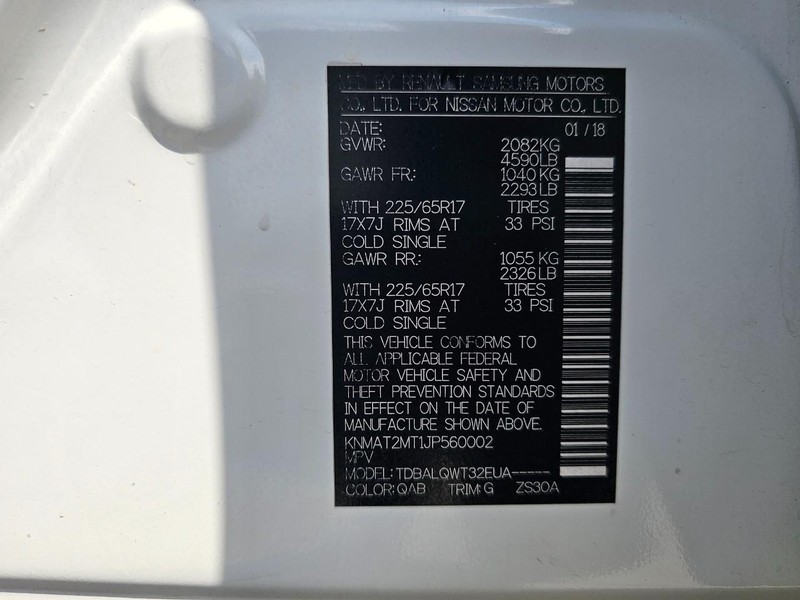 MFD BY RENAULT SAMSUNG MOTORS
CO., LTD. FOR NISSAN MOTOR CO., LTD.
DATE: 01 / 18
GVWR: 2082KG
4590LB
GAWR FR.: 1040KG
2293LB
WITH 225/65R17 TIRES
17X7J RIMS AT 33 PSI
COLD SINGLE
GAWR RR.: 1055KG
2326LB
WITH 225/65R17 TIRES
17X7J RIMS AT 33 PSI
COLD SINGLE
THIS VEHICLE CONFORMS TO
ALL APPLICABLE FEDERAL
MOTOR VEHICLE SAFETY AND
THEFT PREVENTION STANDARDS
IN EFFECT ON THE DATE OF
MANUFACTURE SHOWN ABOVE.
KNMAT2MT1JP560002
MPV
MODEL: TDBALQWT32EUA-----
COLOR: QAB TRIM: G ZS30A